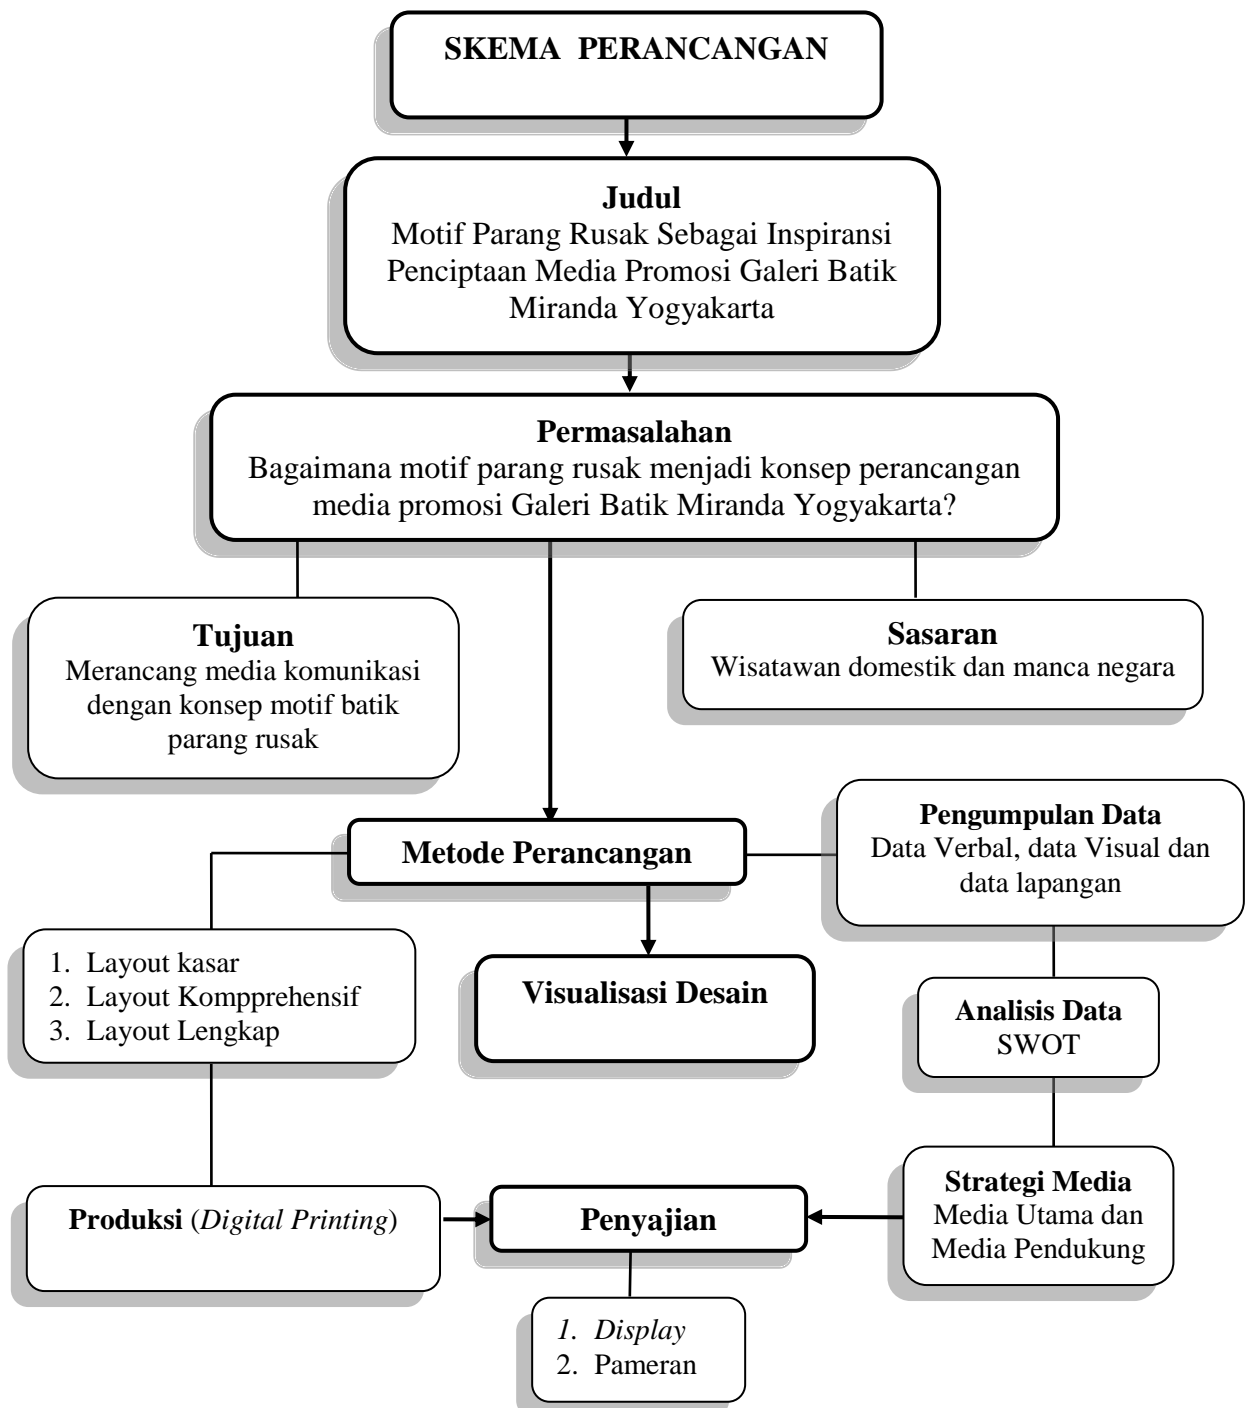 SKEMA PERANCANGAN
Judul
Motif Parang Rusak Sebagai Inspiransi
Penciptaan Media Promosi Galeri Batik
Miranda Yogyakarta
Permasalahan
Bagaimana motif parang rusak menjadi konsep perancangan
media promosi Galeri Batik Miranda Yogyakarta?
Tujuan
Merancang media komunikasi
dengan konsep motif batik
parang rusak
Sasaran
Wisatawan domestik dan manca negara
Metode Perancangan
Pengumpulan Data
Data Verbal, data Visual dan
data lapangan
1. Layout kasar
2. Layout Kompprehensif
3. Layout Lengkap
Visualisasi Desain
Analisis Data
SWOT
Produksi (Digital Printing)
Penyajian
Strategi Media
Media Utama dan
Media Pendukung
1. Display
2. Pameran